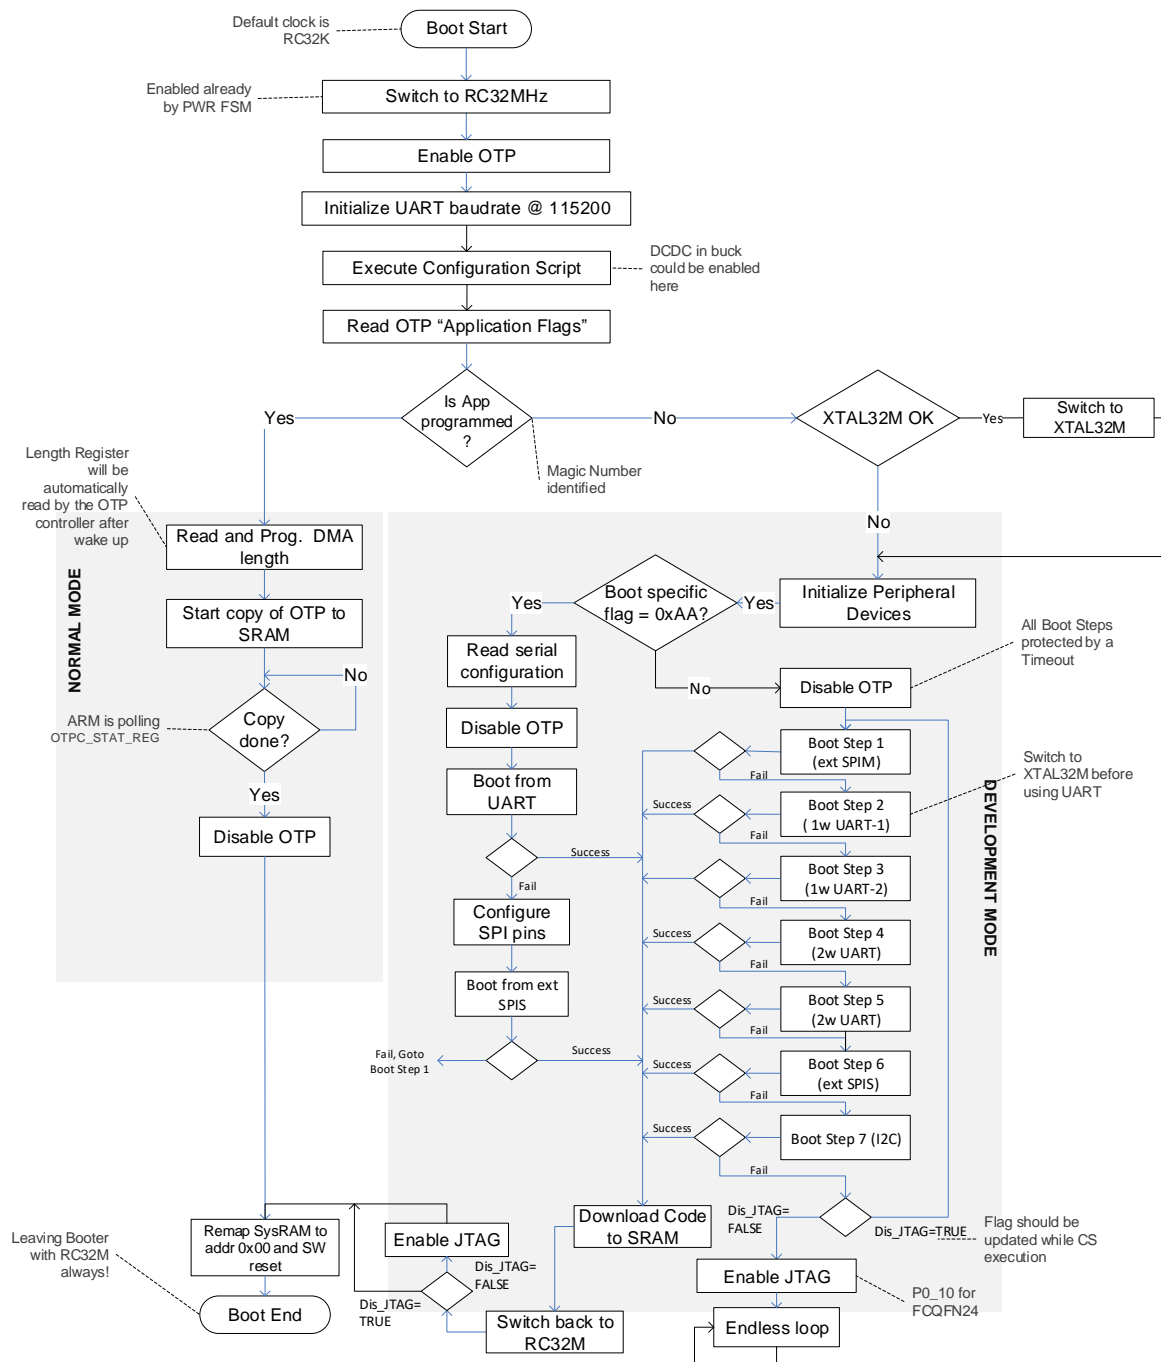 Default clock is
RC32K
Boot Start
Enabled already
by PWR FSM
Switch to RC32MHz
Enable OTP
Initialize UART baudrate @ 115200
Execute Configuration Script
DCDC in buck
could be enabled
here
Read OTP “Application Flags”
Is App
programmed
?
Yes
No
XTAL32M OK
Yes
Switch to
XTAL32M
Magic Number
identified
Length Register
will be
automatically
read by the OTP
controller after
wake up
No
NORMAL MODE
Read and Prog. DMA
length
Start copy of OTP to
SRAM
No
Copy
done?
ARM is polling
OTPC_STAT_REG
Yes
Disable OTP
Boot specific
flag = 0xAA?
Yes
Yes
Initialize Peripheral
Devices
No
Read serial
configuration
Disable OTP
Boot from
UART
Success
Fail
Configure
SPI pins
Boot from ext
SPIS
Success
Fail, Goto
Boot Step 1
All Boot Steps
protected by a
Timeout
Disable OTP
Boot Step 1
(ext SPIM)
Fail
Switch to
XTAL32M before
using UART
DEVELOPMENT MODE
Success
Boot Step 2
( 1w UART-1)
Fail
Success
Boot Step 3
(1w UART-2)
Fail
Success
Boot Step 4
(2w UART)
Fail
Success
Boot Step 5
(2w UART)
Fail
Success
Boot Step 6
(ext SPIS)
Fail
Success
Boot Step 7 (I2C)
Fail
Dis_JTAG=
FALSE
Dis_JTAG=TRUE
Flag should be
updated while CS
execution
Download Code
to SRAM
Enable JTAG
Dis_JTAG=
FALSE
Dis_JTAG=
TRUE
Switch back to
RC32M
Leaving Booter
with RC32M
always!
Remap SysRAM to
addr 0x00 and SW
reset
Boot End
Enable JTAG
P0_10 for
FCQFN24
Endless loop